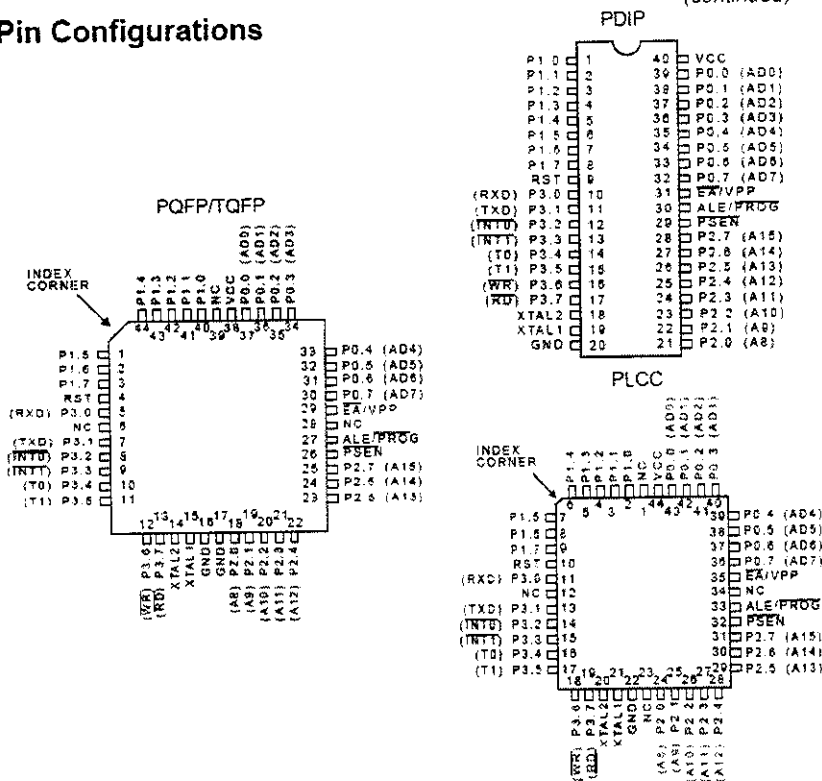 (continued)
Pin Configurations
PDIP
P1.0 1 40 VCC
P1.1 2 39 P0.0 (AD0)
P1.2 3 38 P0.1 (AD1)
P1.3 4 37 P0.2 (AD2)
P1.4 5 36 P0.3 (AD3)
P1.5 6 35 P0.4 (AD4)
P1.6 7 34 P0.5 (AD5)
P1.7 8 33 P0.6 (AD6)
RST 9 32 P0.7 (AD7)
(RXD) P3.0 10 31 EA/VPP
(TXD) P3.1 11 30 ALE/PROG
(INT0) P3.2 12 29 PSEN
(INT1) P3.3 13 28 P2.7 (A15)
(T0) P3.4 14 27 P2.6 (A14)
(T1) P3.5 15 26 P2.5 (A13)
(WR) P3.6 16 25 P2.4 (A12)
(RD) P3.7 17 24 P2.3 (A11)
XTAL2 18 23 P2.2 (A10)
XTAL1 19 22 P2.1 (A9)
GND 20 21 P2.0 (A8)
PQFP/TQFP
INDEX
CORNER
P1.4 P1.3 P1.2 P1.1 P1.0 NC VCC P0.0 (AD0) P0.1 (AD1) P0.2 (AD2) P0.3 (AD3)
44 43 42 41 40 39 38 37 36 35 34
P1.5 1 33 P0.4 (AD4)
P1.6 2 32 P0.5 (AD5)
P1.7 3 31 P0.6 (AD6)
RST 4 30 P0.7 (AD7)
(RXD) P3.0 5 29 EA/VPP
NC 6 28 NC
(TXD) P3.1 7 27 ALE/PROG
(INT0) P3.2 8 26 PSEN
(INT1) P3.3 9 25 P2.7 (A15)
(T0) P3.4 10 24 P2.6 (A14)
(T1) P3.5 11 23 P2.5 (A13)
12 13 14 15 16 17 18 19 20 21 22
(WR) P3.6 (RD) P3.7 XTAL2 XTAL1 GND GND (A8) P2.0 (A9) P2.1 (A10) P2.2 (A11) P2.3 (A12) P2.4
PLCC
INDEX
CORNER
P1.4 P1.3 P1.2 P1.1 P1.0 NC VCC P0.0 (AD0) P0.1 (AD1) P0.2 (AD2) P0.3 (AD3)
6 5 4 3 2 1 44 43 42 41 40
P1.5 7 39 P0.4 (AD4)
P1.6 8 38 P0.5 (AD5)
P1.7 9 37 P0.6 (AD6)
RST 10 36 P0.7 (AD7)
(RXD) P3.0 11 35 EA/VPP
NC 12 34 NC
(TXD) P3.1 13 33 ALE/PROG
(INT0) P3.2 14 32 PSEN
(INT1) P3.3 15 31 P2.7 (A15)
(T0) P3.4 16 30 P2.6 (A14)
(T1) P3.5 17 29 P2.5 (A13)
18 19 20 21 22 23 24 25 26 27 28
(WR) P3.6 (RD) P3.7 XTAL2 XTAL1 GND NC (A8) P2.0 (A9) P2.1 (A10) P2.2 (A11) P2.3 (A12) P2.4